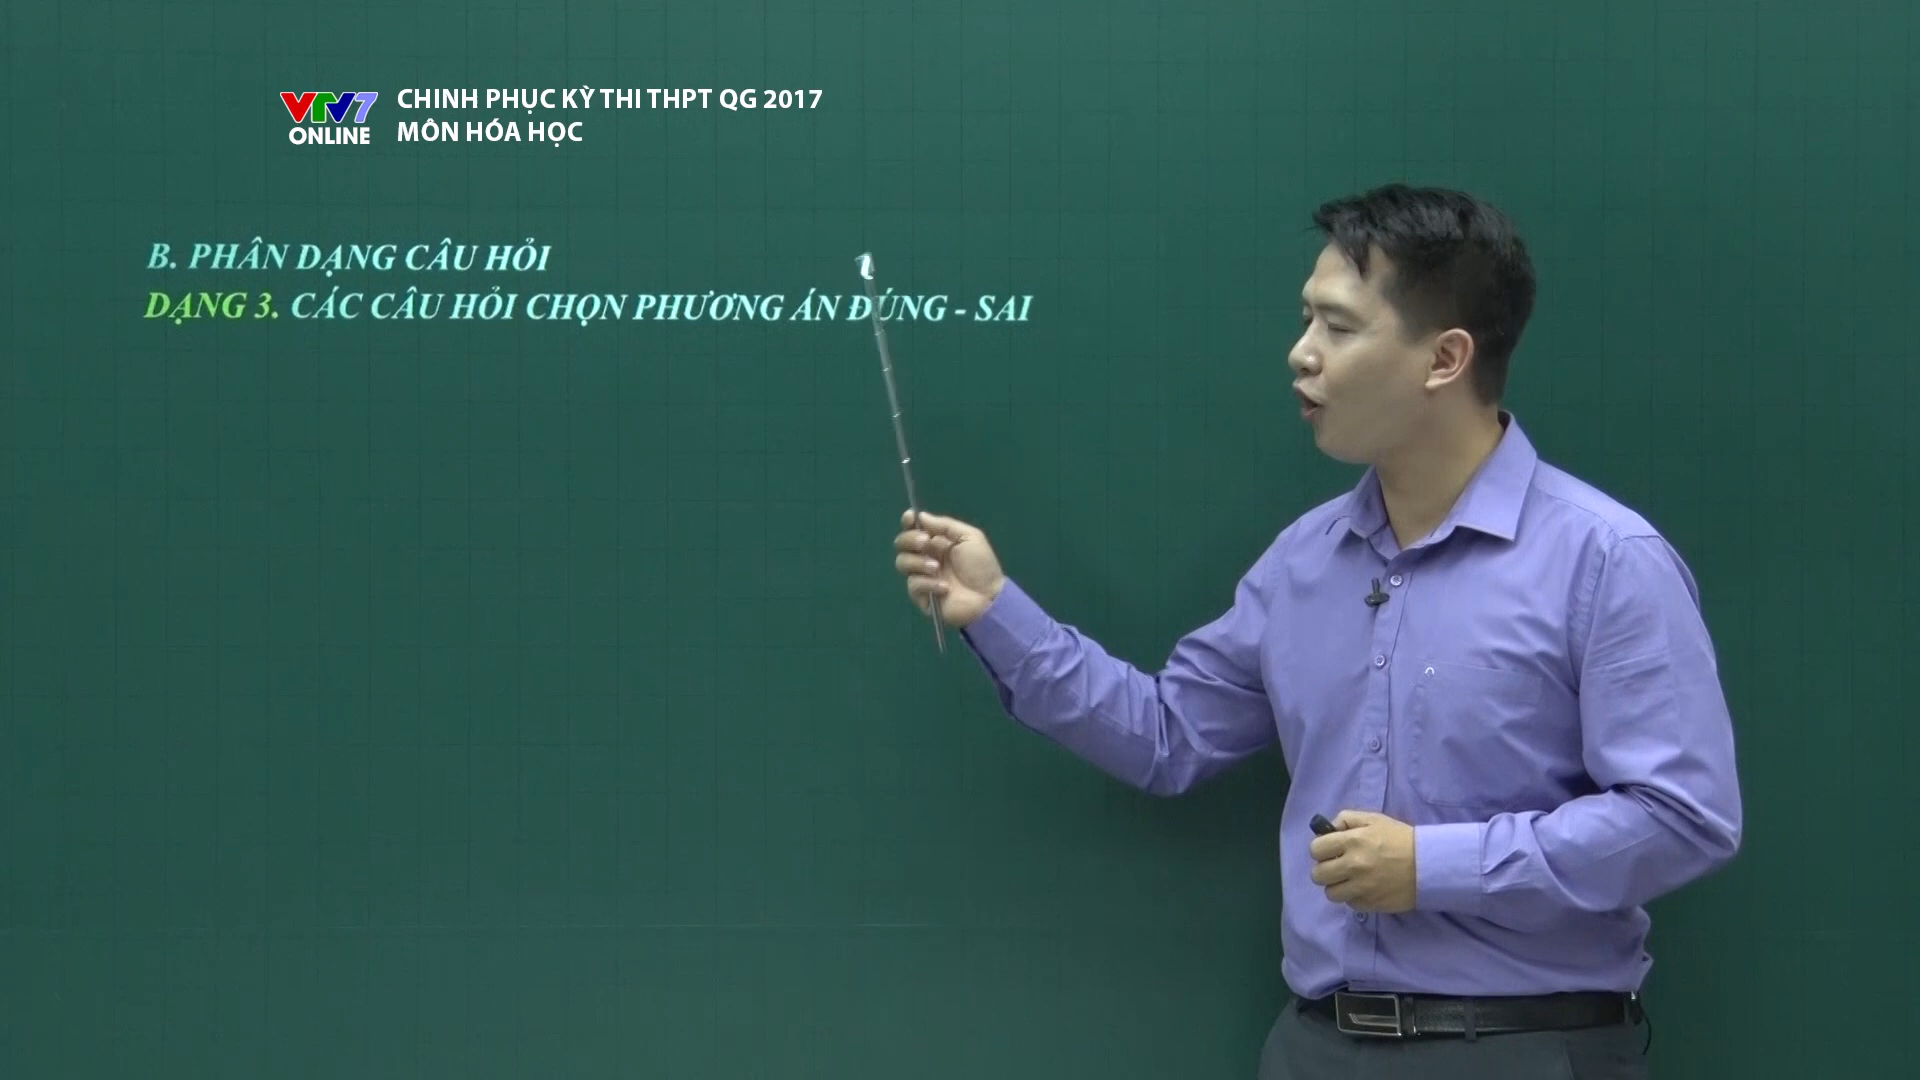 VTV7
ONLINE
CHINH PHỤC KỲ THI THPT QG 2017
MÔN HÓA HỌC
B. PHÂN DẠNG CÂU HỎI
DẠNG 3. CÁC CÂU HỎI CHỌN PHƯƠNG ÁN ĐÚNG - SAI